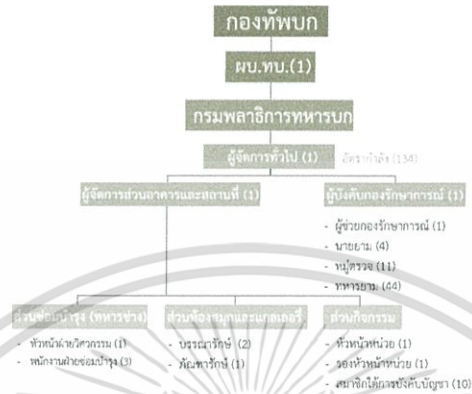 กองทัพบก
ผบ.ทบ.(1)
กรมพลาธิการทหารบก
ผู้จัดการทั่วไป (1) อัตรากำลัง (134)
ผู้จัดการส่วนอาคารและสถานที่ (1)
ผู้บังคับกองรักษาการณ์ (1)
- ผู้ช่วยกองรักษาการณ์ (1)
- นายยาม (4)
- หมู่ตรวจ (11)
- ทหารยาม (44)
ส่วนซ่อมบำรุง (ทหารช่าง)
- หัวหน้าฝ่ายวิศวกรรม (1)
- พนักงานฝ่ายซ่อมบำรุง (3)
ส่วนห้องสมุดและแกลเลอรี่
- บรรณารักษ์ (2)
- ภัณฑารักษ์ (1)
ส่วนกิจกรรม
- หัวหน้าหน่วย (1)
- รองหัวหน้าหน่วย (1)
- สมาชิกใต้การบังคับบัญชา (10)